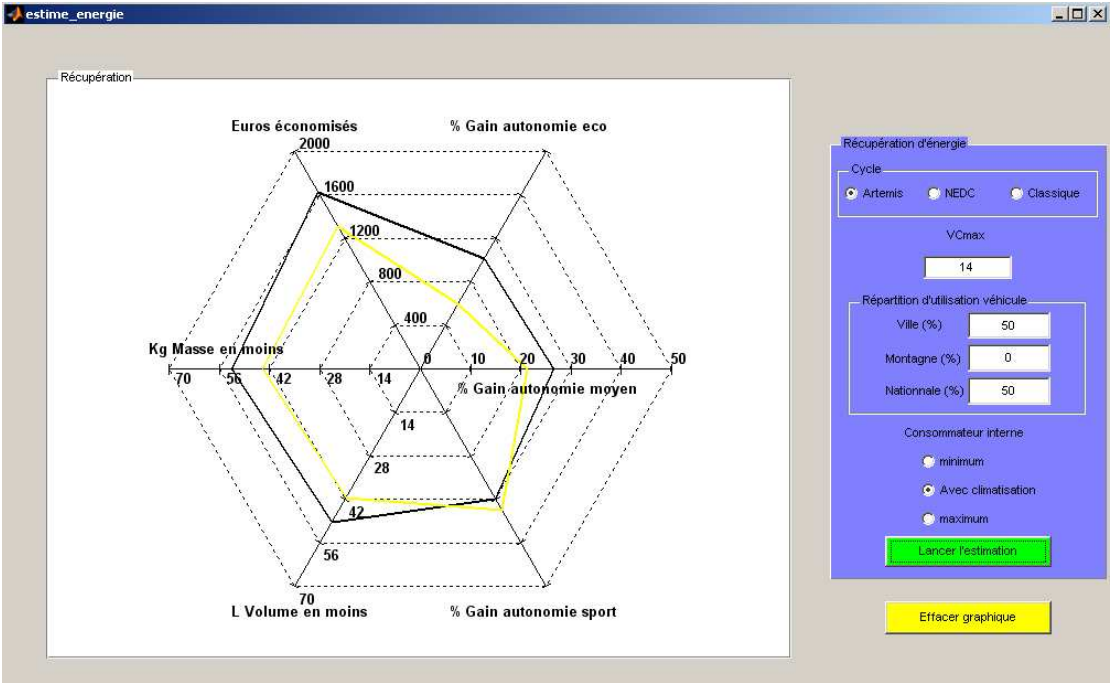 estime_energie
Récupération
Euros économisés
% Gain autonomie eco
2000
1600
1200
800
400
Kg Masse en moins
0 10 20 30 40 50
70 56 42 28 14
% Gain autonomie moyen
14
28
42
56
70
L Volume en moins
% Gain autonomie sport
Récupération d'énergie
Cycle
Artemis NEDC Classique
VCmax
14
Répartition d'utilisation véhicule
Ville (%) 50
Montagne (%) 0
Nationnale (%) 50
Consommateur interne
minimum
Avec climatisation
maximum
Lancer l'estimation
Effacer graphique